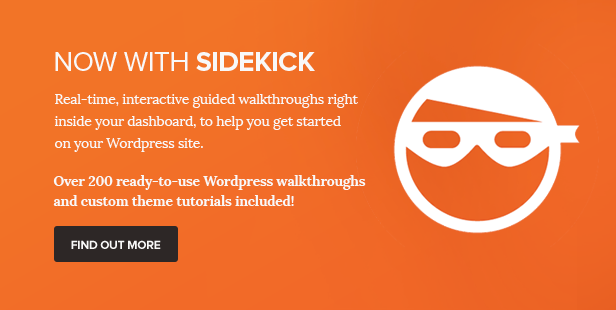 NOW WITH SIDEKICK
Real-time, interactive guided walkthroughs right
inside your dashboard, to help you get started
on your Wordpress site.
Over 200 ready-to-use Wordpress walkthroughs
and custom theme tutorials included!
FIND OUT MORE